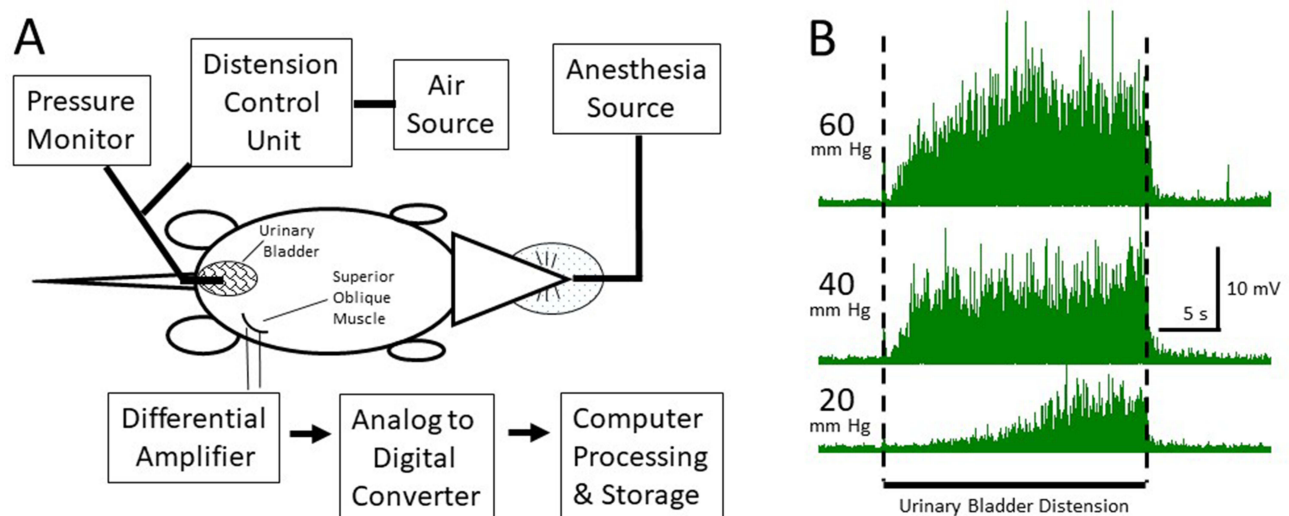 A
Pressure
Monitor
Distension
Control
Unit
Air
Source
Anesthesia
Source
Urinary
Bladder
Superior
Oblique
Muscle
Differential
Amplifier
Analog to
Digital
Converter
Computer
Processing
& Storage
B
60
mm Hg
40
mm Hg
20
mm Hg
10 mV
5 s
Urinary Bladder Distension